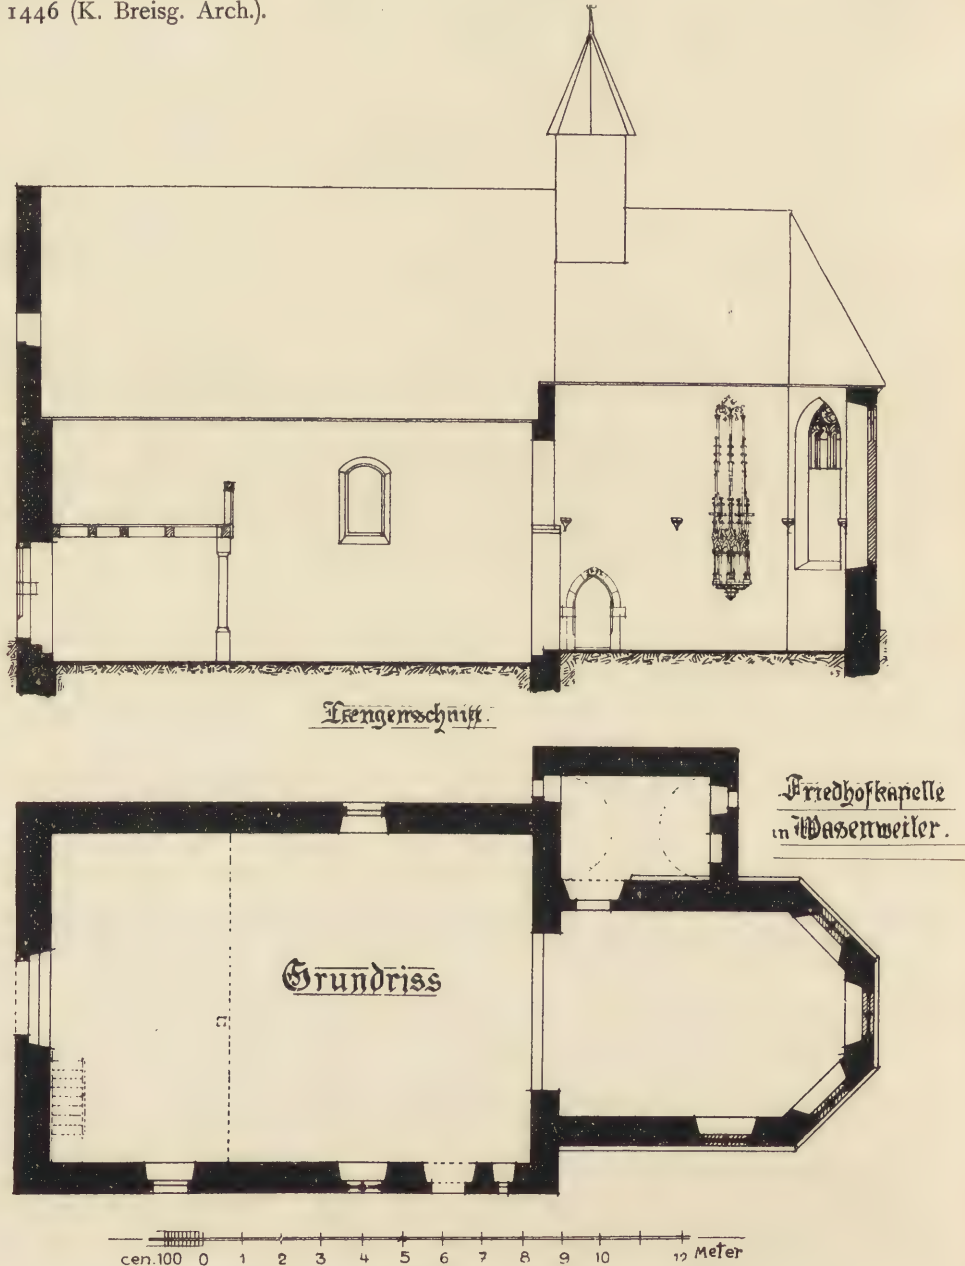 1446 (K. Breisg. Arch.).
Længenschnitt.
Friedhofkapelle
in Wasenweiler.
Grundriss
cen. 100 0 1 2 3 4 5 6 7 8 9 10 12 Meter